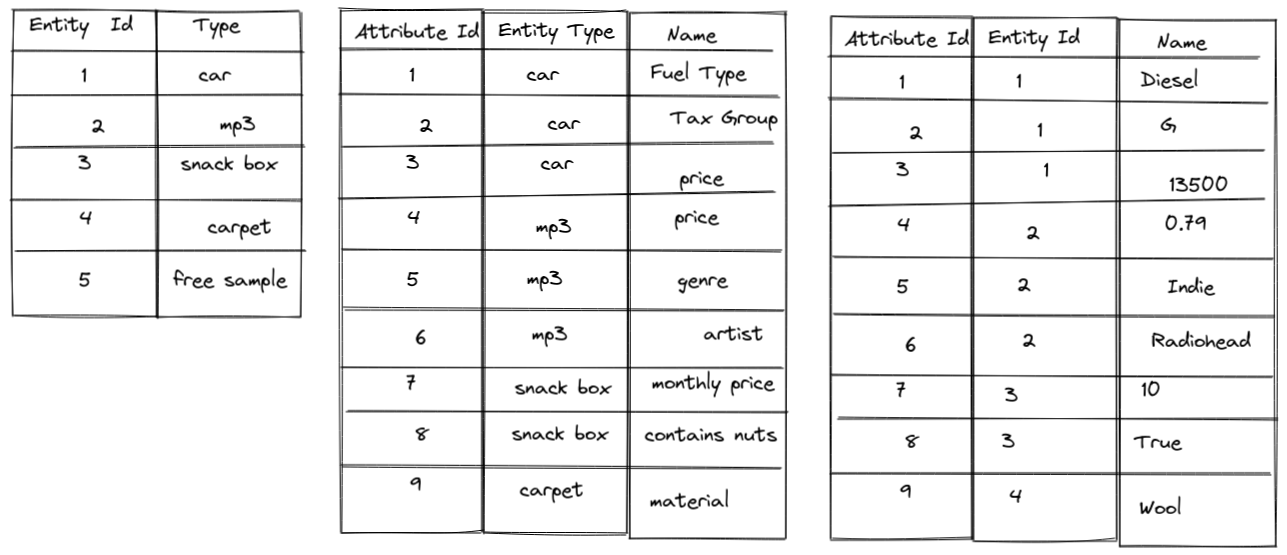 Entity Id Type
1 car
2 mp3
3 snack box
4 carpet
5 free sample
Attribute Id Entity Type Name
1 car Fuel Type
2 car Tax Group
3 car price
4 mp3 price
5 mp3 genre
6 mp3 artist
7 snack box monthly price
8 snack box contains nuts
9 carpet material
Attribute Id Entity Id Name
1 1 Diesel
2 1 G
3 1 13500
4 2 0.79
5 2 Indie
6 2 Radiohead
7 3 10
8 3 True
9 4 Wool